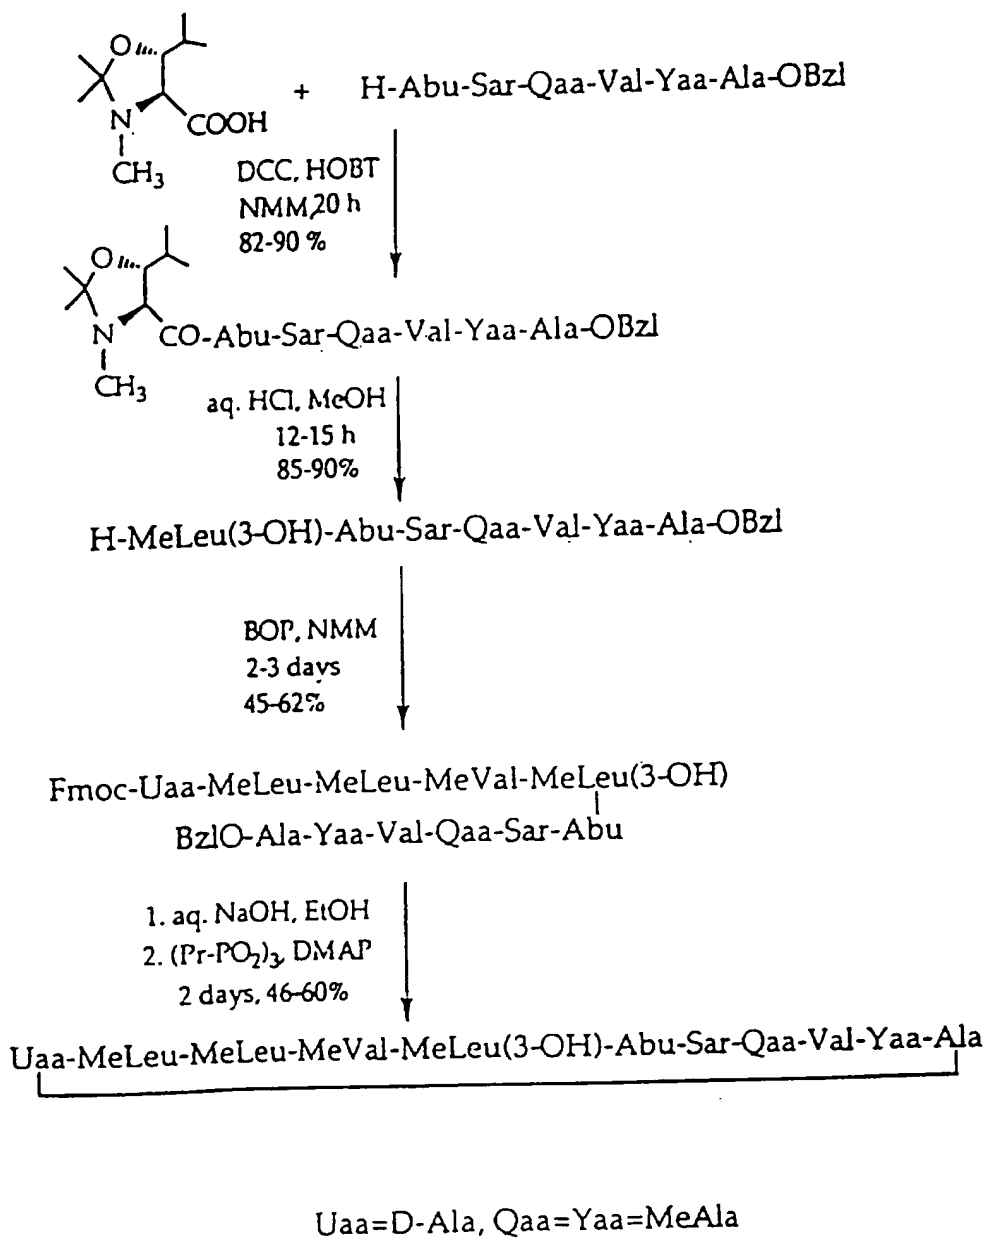 O
N
CH3
COOH
+
H-Abu-Sar-Qaa-Val-Yaa-Ala-OBzl
DCC, HOBT
NMM,20 h
82-90 %
O
N
CH3
CO-Abu-Sar-Qaa-Val-Yaa-Ala-OBzl
aq. HCl, MeOH
12-15 h
85-90%
H-MeLeu(3-OH)-Abu-Sar-Qaa-Val-Yaa-Ala-OBzl
BOP, NMM
2-3 days
45-62%
Fmoc-Uaa-MeLeu-MeLeu-MeVal-MeLeu(3-OH)
BzlO-Ala-Yaa-Val-Qaa-Sar-Abu
1. aq. NaOH, EtOH
2. (Pr-PO2)3, DMAP
2 days, 46-60%
Uaa-MeLeu-MeLeu-MeVal-MeLeu(3-OH)-Abu-Sar-Qaa-Val-Yaa-Ala
Uaa=D-Ala, Qaa=Yaa=MeAla